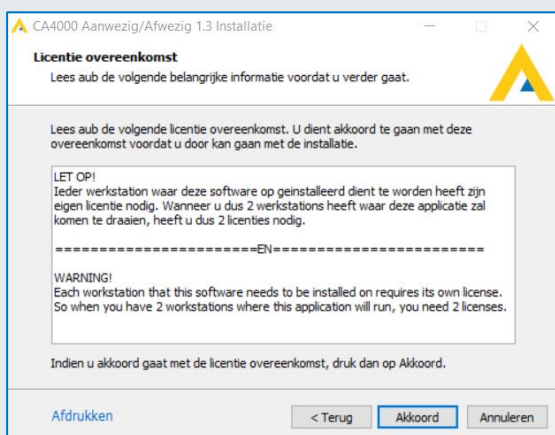 CA4000 Aanwezig/Afwezig 1.3 Installatie
Licentie overeenkomst
Lees aub de volgende belangrijke informatie voordat u verder gaat.
Lees aub de volgende licentie overeenkomst. U dient akkoord te gaan met deze
overeenkomst voordat u door kan gaan met de installatie.
LET OP!
Ieder werkstation waar deze software op geinstalleerd dient te worden heeft zijn
eigen licentie nodig. Wanneer u dus 2 werkstations heeft waar deze applicatie zal
komen te draaien, heeft u dus 2 licenties nodig.
=======================EN========================
WARNING!
Each workstation that this software needs to be installed on requires its own license.
So when you have 2 workstations where this application will run, you need 2 licenses.
Indien u akkoord gaat met de licentie overeenkomst, druk dan op Akkoord.
Afdrukken
< Terug
Akkoord
Annuleren